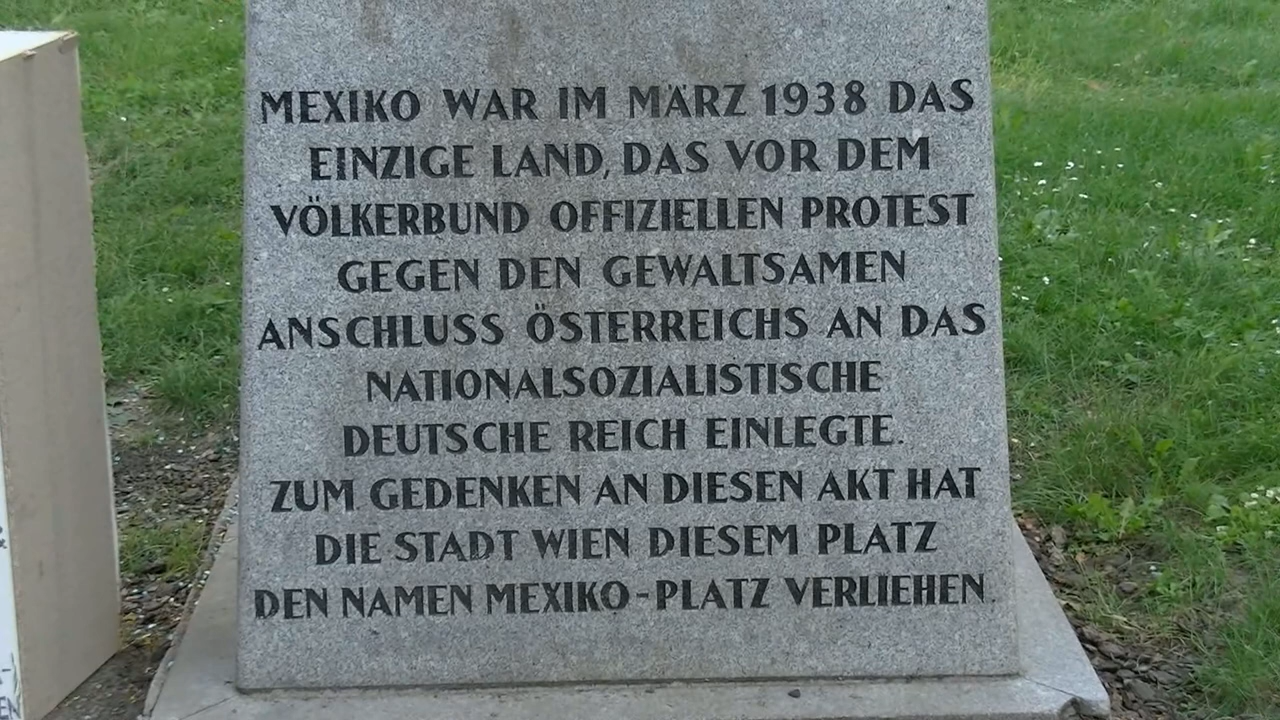 MEXIKO WAR IM MÄRZ 1938 DAS
EINZIGE LAND, DAS VOR DEM
VÖLKERBUND OFFIZIELLEN PROTEST
GEGEN DEN GEWALTSAMEN
ANSCHLUSS ÖSTERREICHS AN DAS
NATIONALSOZIALISTISCHE
DEUTSCHE REICH EINLEGTE.
ZUM GEDENKEN AN DIESEN AKT HAT
DIE STADT WIEN DIESEM PLATZ
DEN NAMEN MEXIKO-PLATZ VERLIEHEN.